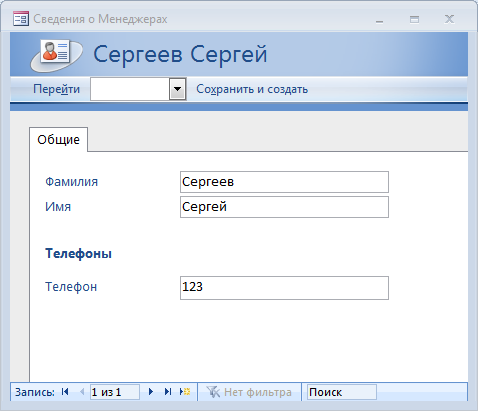 Сведения о Менеджерах
Сергеев Сергей
Перейти Сохранить и создать
Общие
Фамилия Сергеев
Имя Сергей
Телефоны
Телефон 123
Запись: 1 из 1 Нет фильтра Поиск